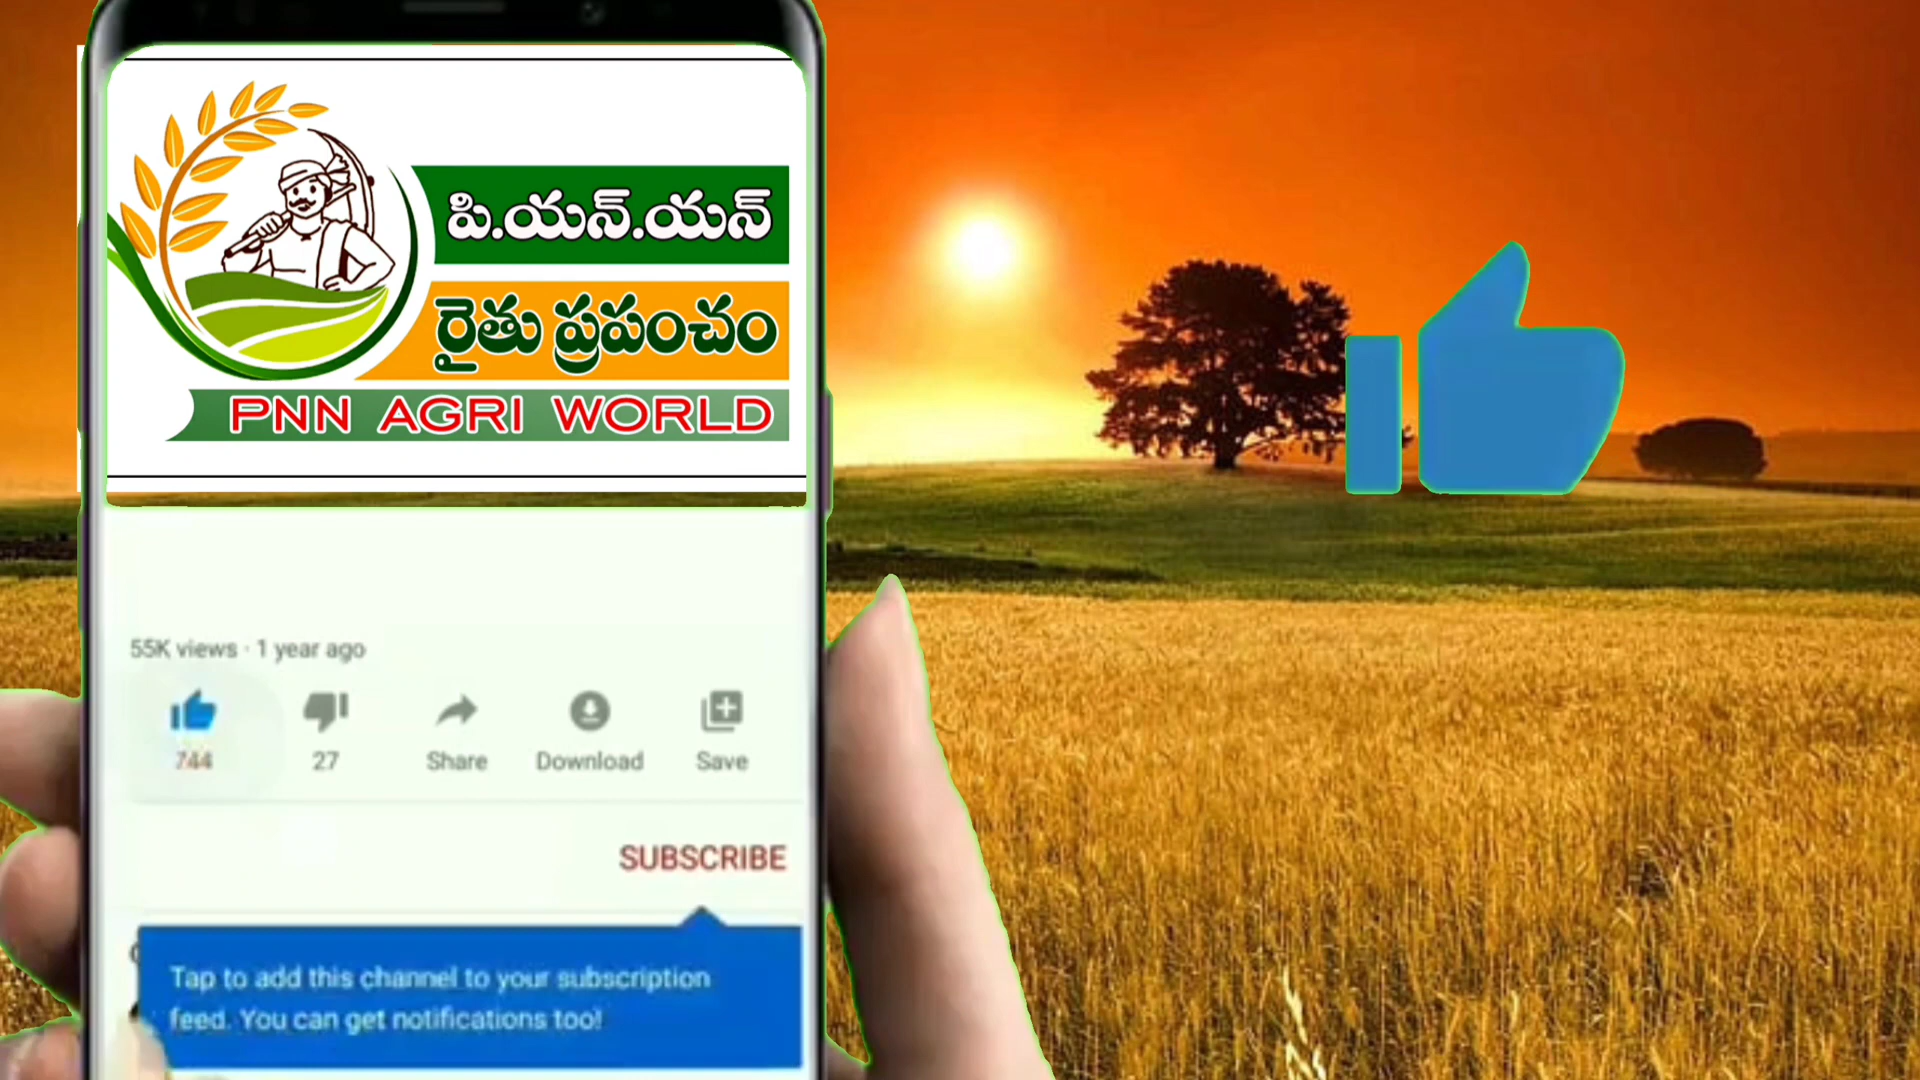 పి.యన్.యన్
రైతు ప్రపంచం
PNN AGRI WORLD
55K views · 1 year ago
744
27
Share
Download
Save
SUBSCRIBE
Tap to add this channel to your subscription
feed. You can get notifications too!